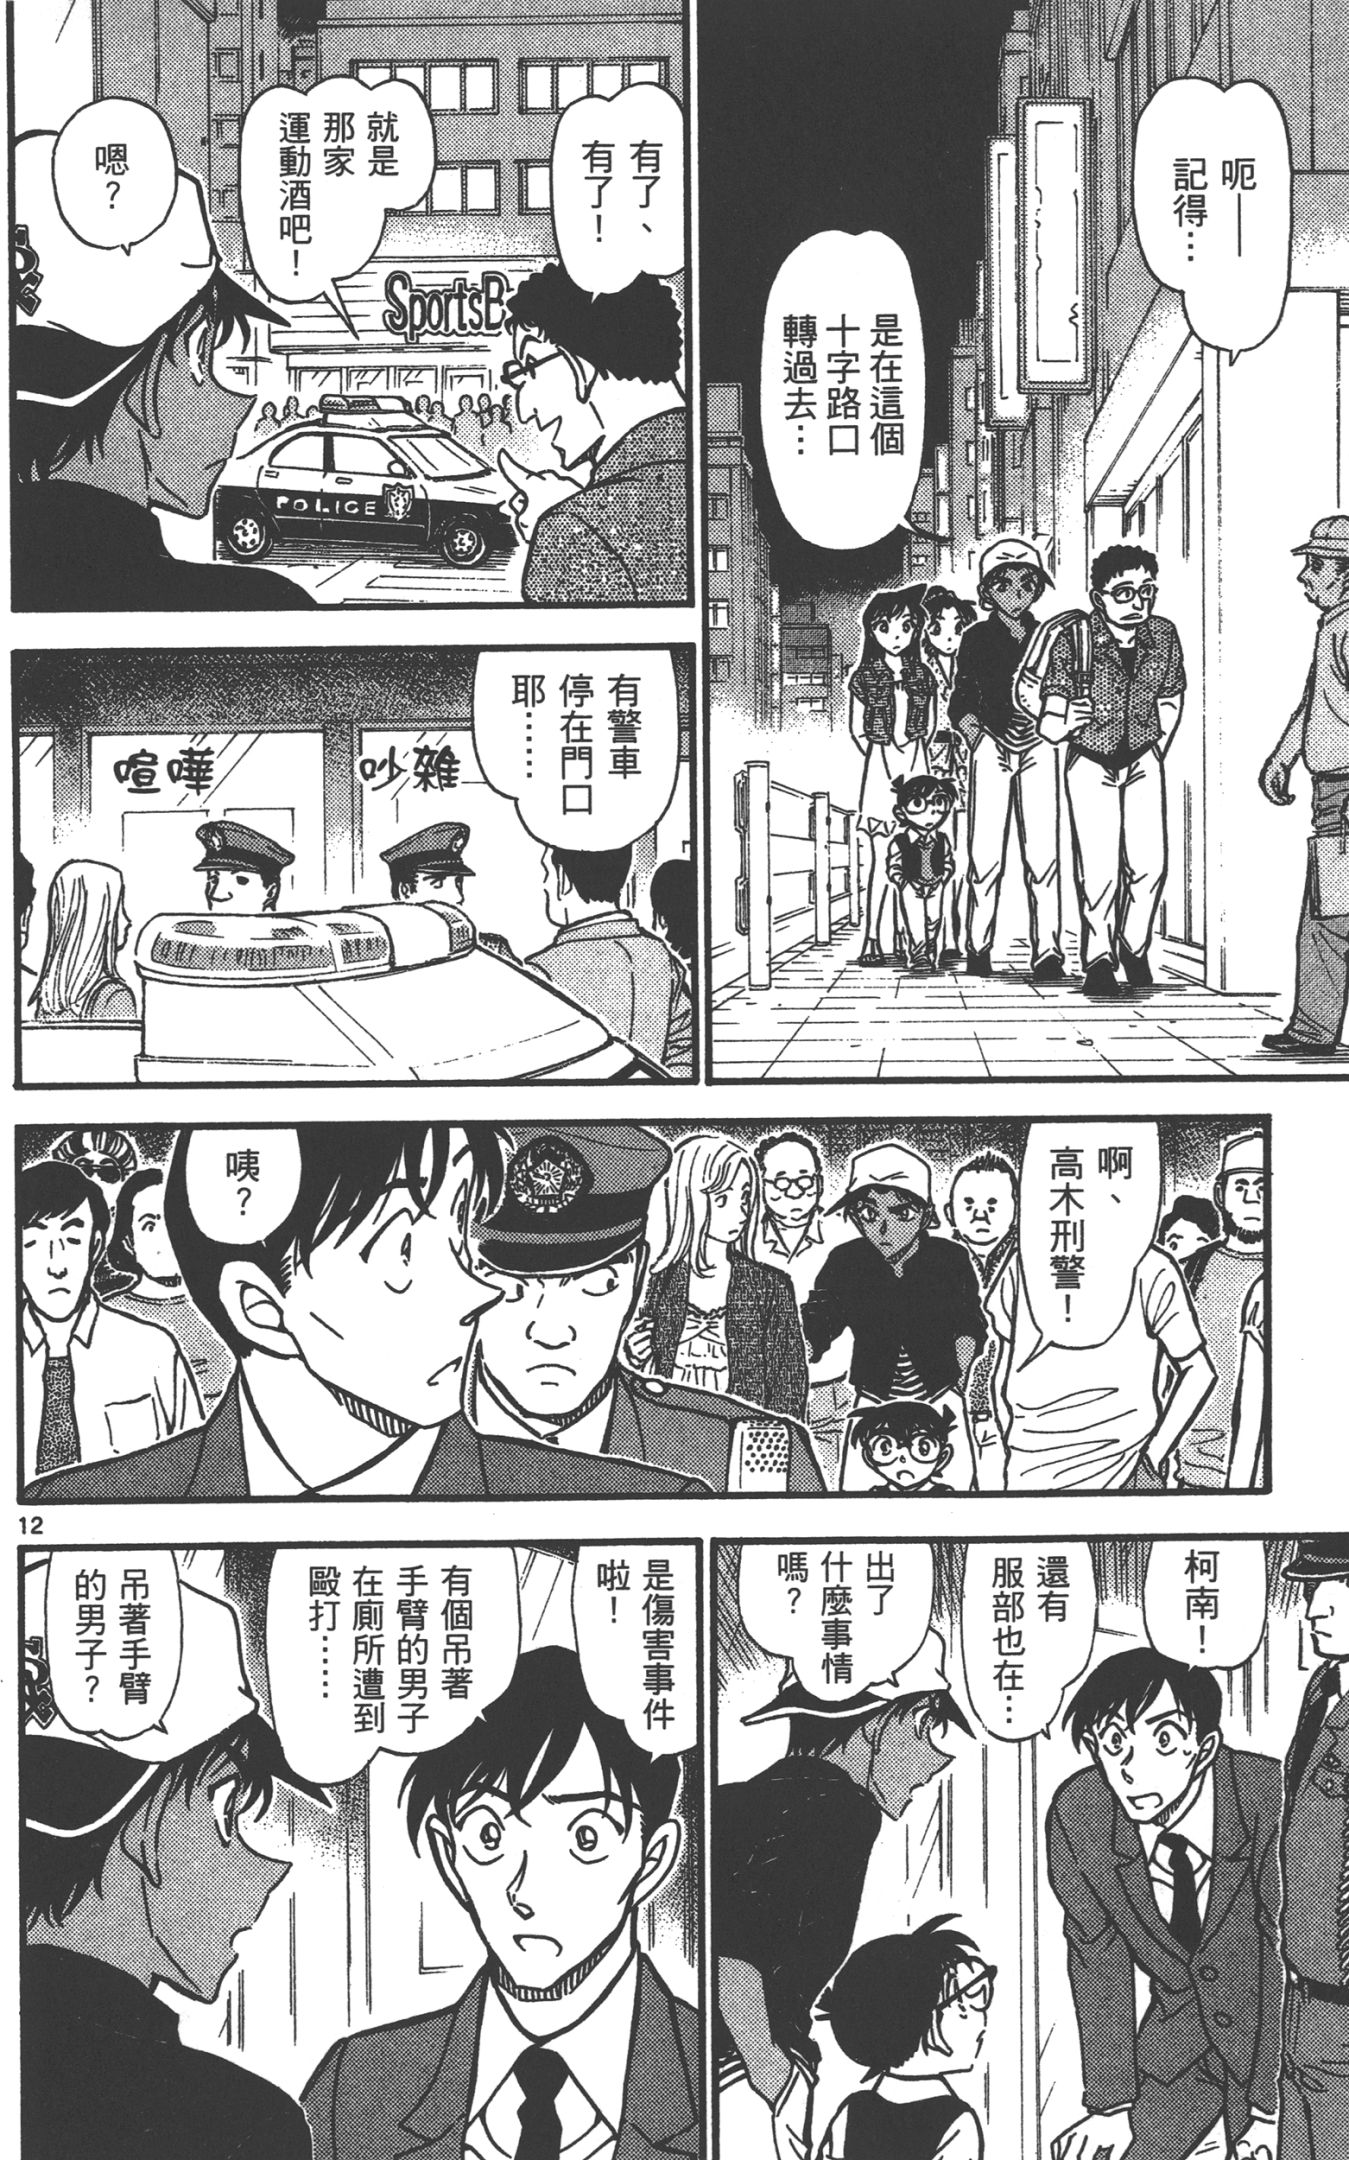 呃——
記得…
是在這個
十字路口
轉過去…
有了、
有了！
就是
那家
運動酒吧！
嗯？
SportsB
POLICE
有警車
停在門口
耶……
吵雜
喧嘩
啊、
高木刑警！
咦？
12
柯南！
還有
服部也在…
出了
什麼事情
嗎？
是傷害事件
啦！
有個吊著
手臂的男子
在廁所遭到
毆打……
吊著手臂
的男子？